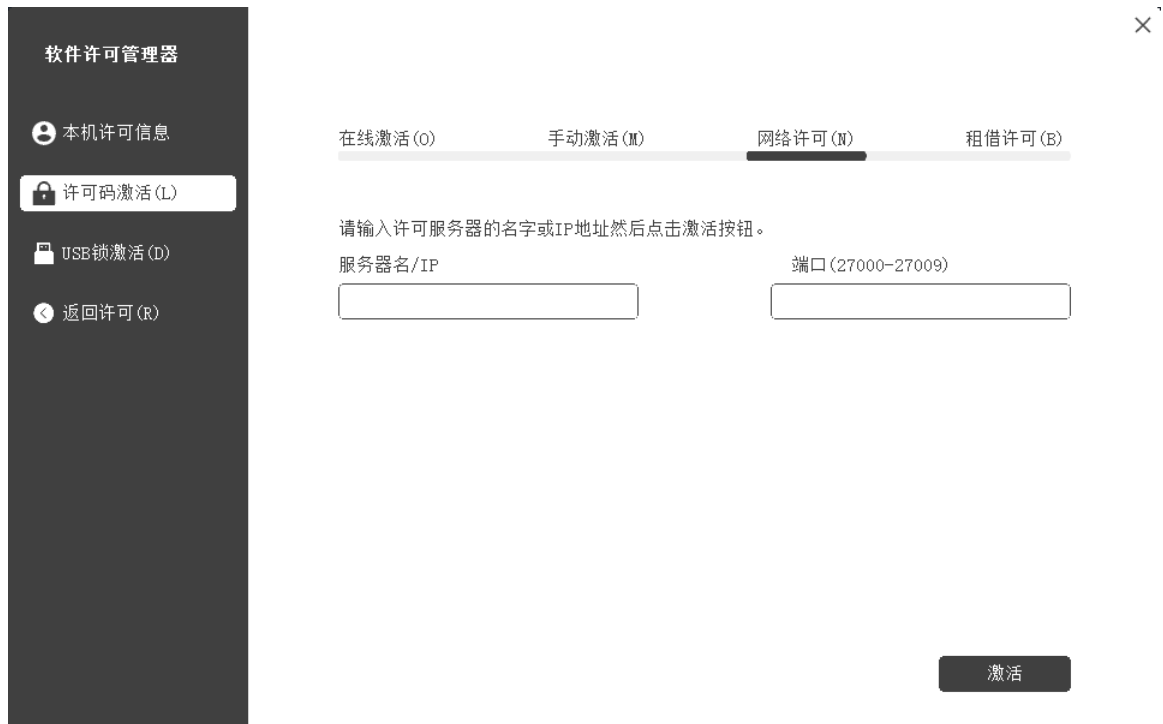 软件许可管理器
本机许可信息
许可码激活(L)
USB锁激活(D)
返回许可(R)
在线激活(O) 手动激活(M) 网络许可(N) 租借许可(B)
请输入许可服务器的名字或IP地址然后点击激活按钮。
服务器名/IP 端口(27000-27009)
激活